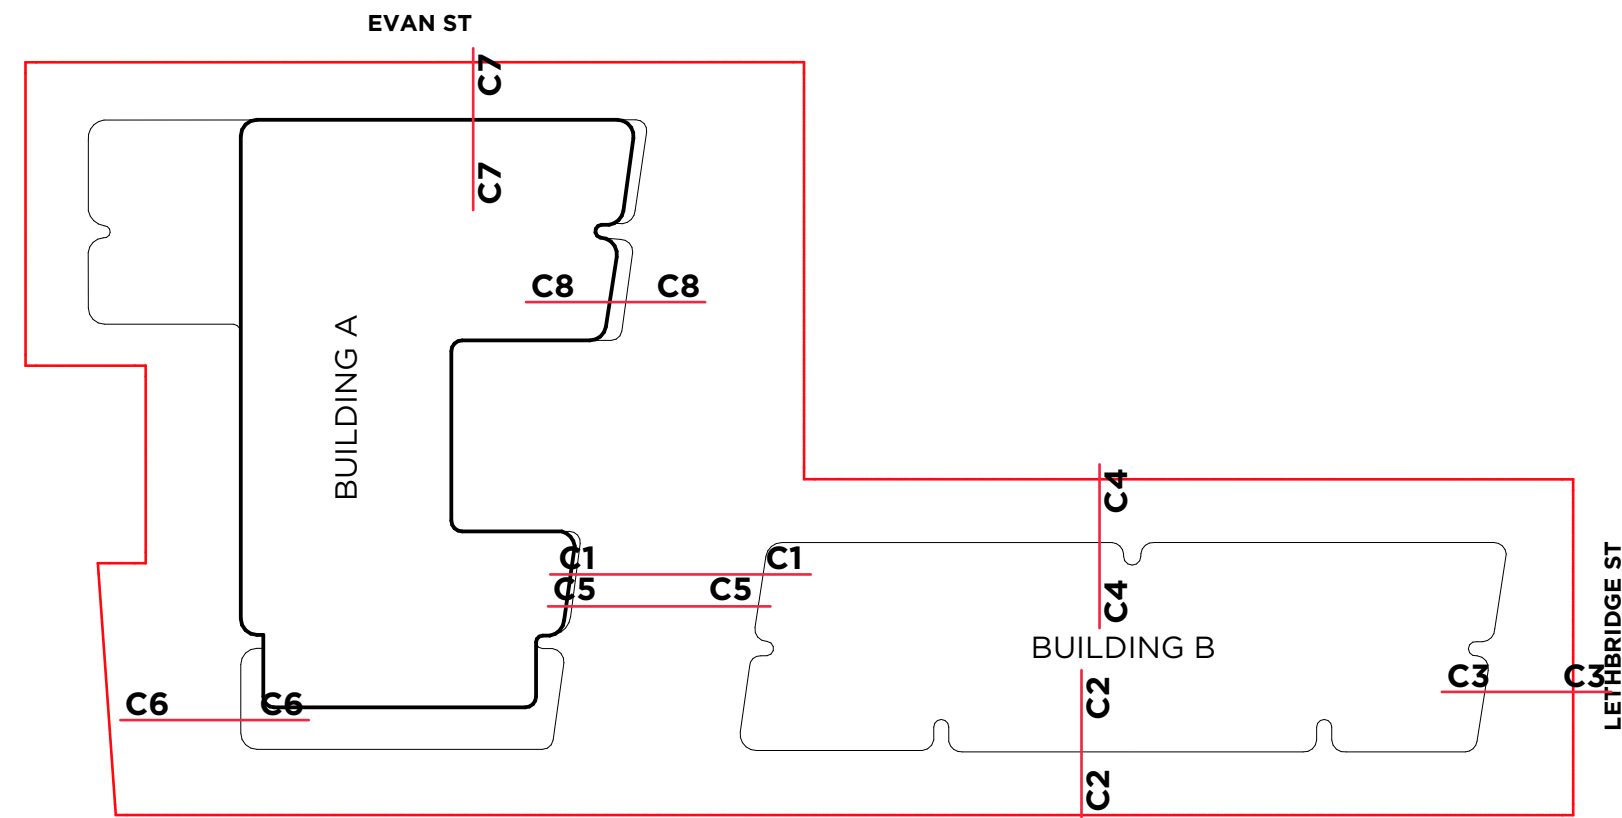 EVAN ST
C7
C7
C8 C8
BUILDING A
C4
C1 C1
C5 C5
C4
BUILDING B
LETHBRIDGE ST
C3 C3
C2
C6 C6
C2